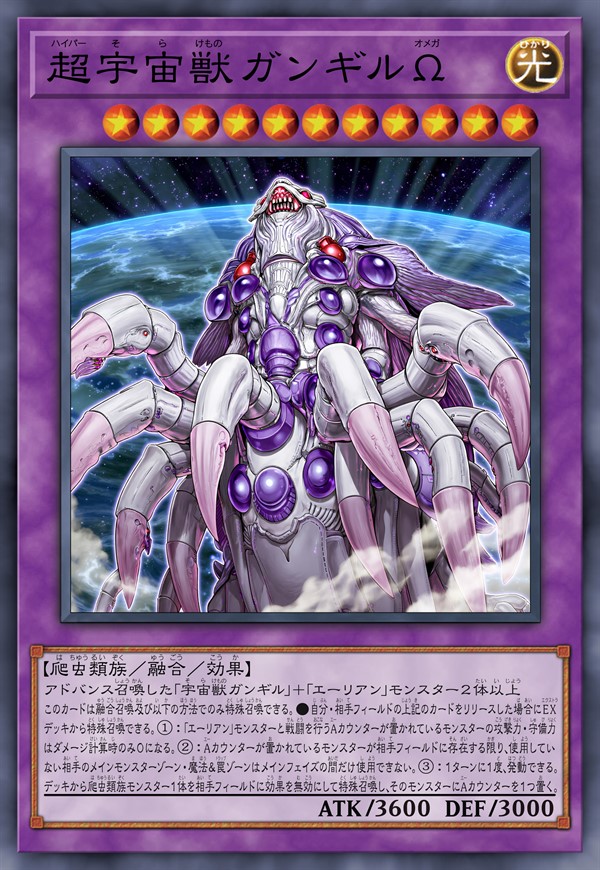 超宇宙獣ガンギルΩ
光
【爬虫類族／融合／効果】
アドバンス召喚した「宇宙獣ガンギル」＋「エーリアン」モンスター２体以上
このカードは融合召喚及び以下の方法でのみ特殊召喚できる。●自分・相手フィールドの上記のカードをリリースした場合にEX
デッキから特殊召喚できる。①：「エーリアン」モンスターと戦闘を行うAカウンターが置かれているモンスターの攻撃力・守備力
はダメージ計算時のみ０になる。②：Aカウンターが置かれているモンスターが相手フィールドに存在する限り、使用してい
ない相手のメインモンスターゾーン・魔法＆罠ゾーンはメインフェイズの間だけ使用できない。③：１ターンに１度、発動できる。
デッキから爬虫類族モンスター１体を相手フィールドに効果を無効にして特殊召喚し、そのモンスターにAカウンターを１つ置く。
ATK/3600 DEF/3000